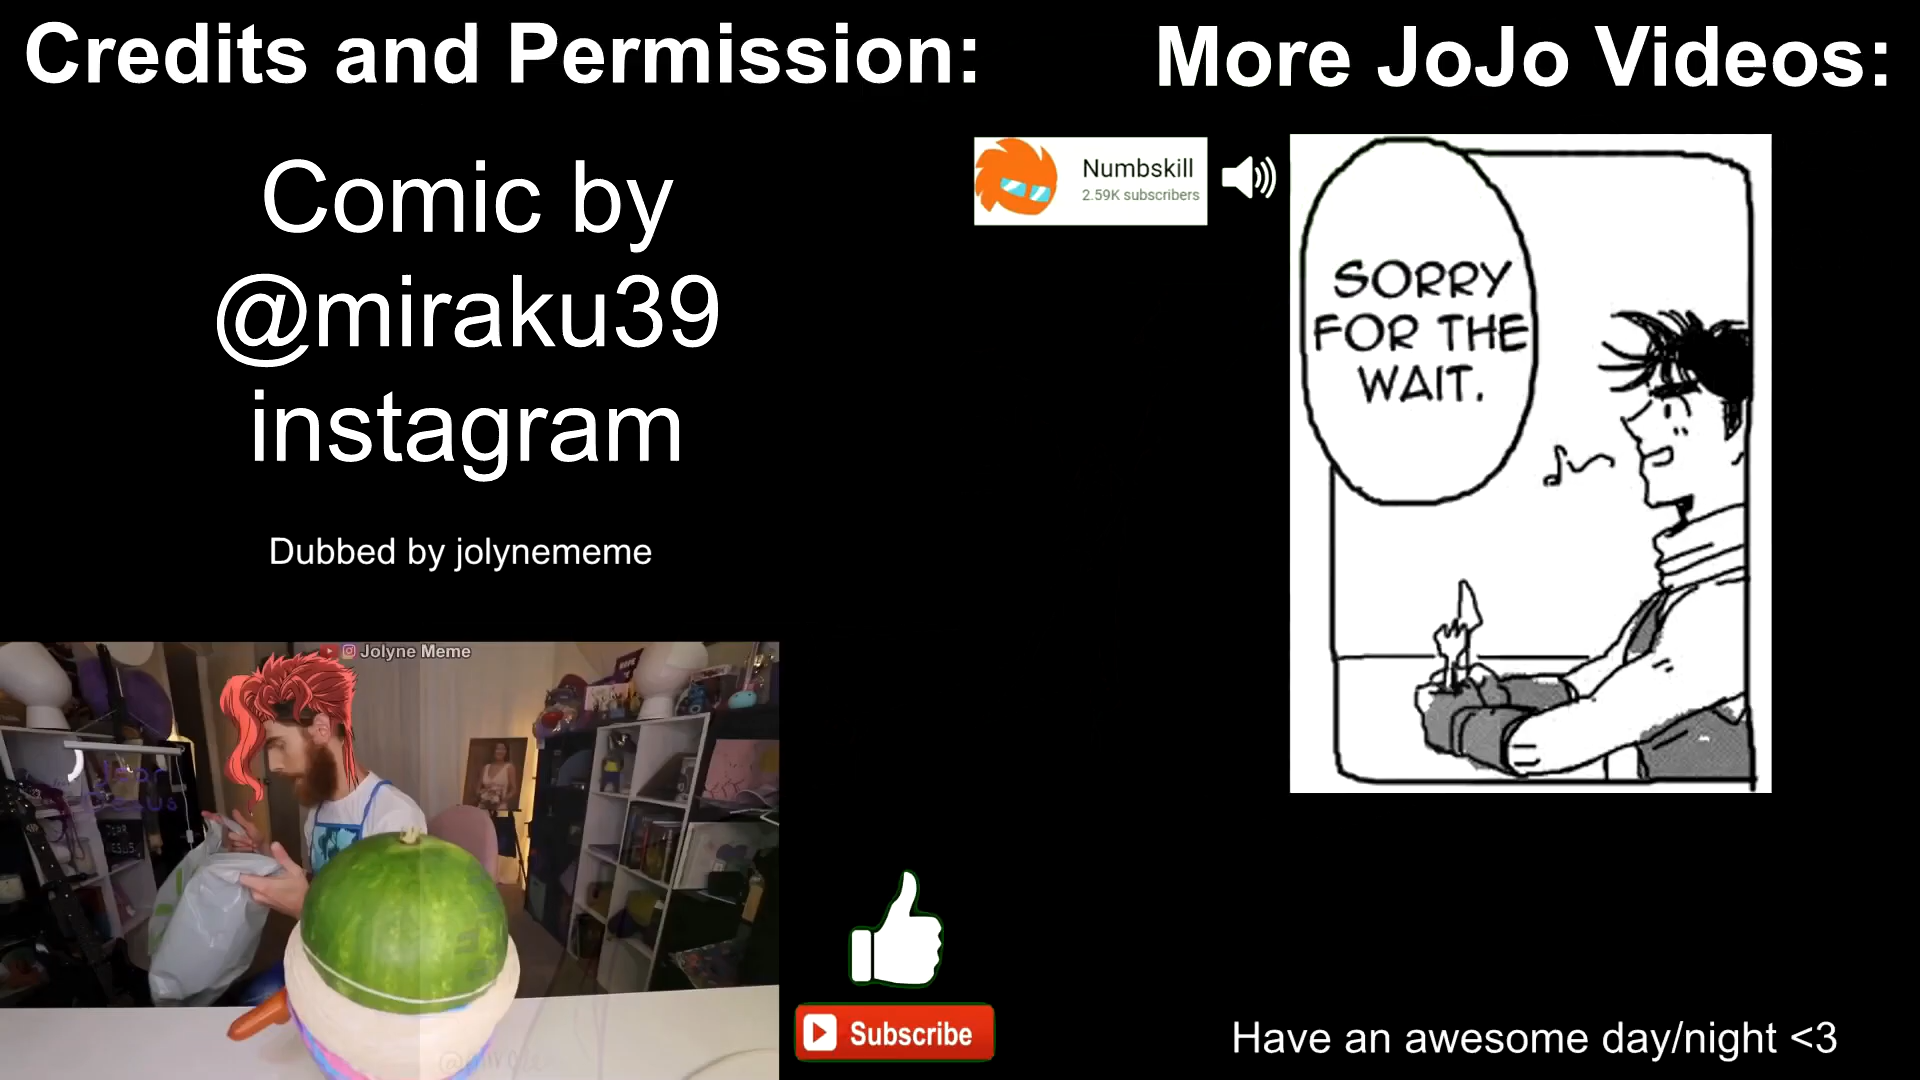 Credits and Permission:
More JoJo Videos:
Comic by
@miraku39
instagram
Dubbed by jolynememe
Numbskill
2.59K subscribers
SORRY
FOR THE
WAIT.
Jolyne Meme
Subscribe
Have an awesome day/night <3